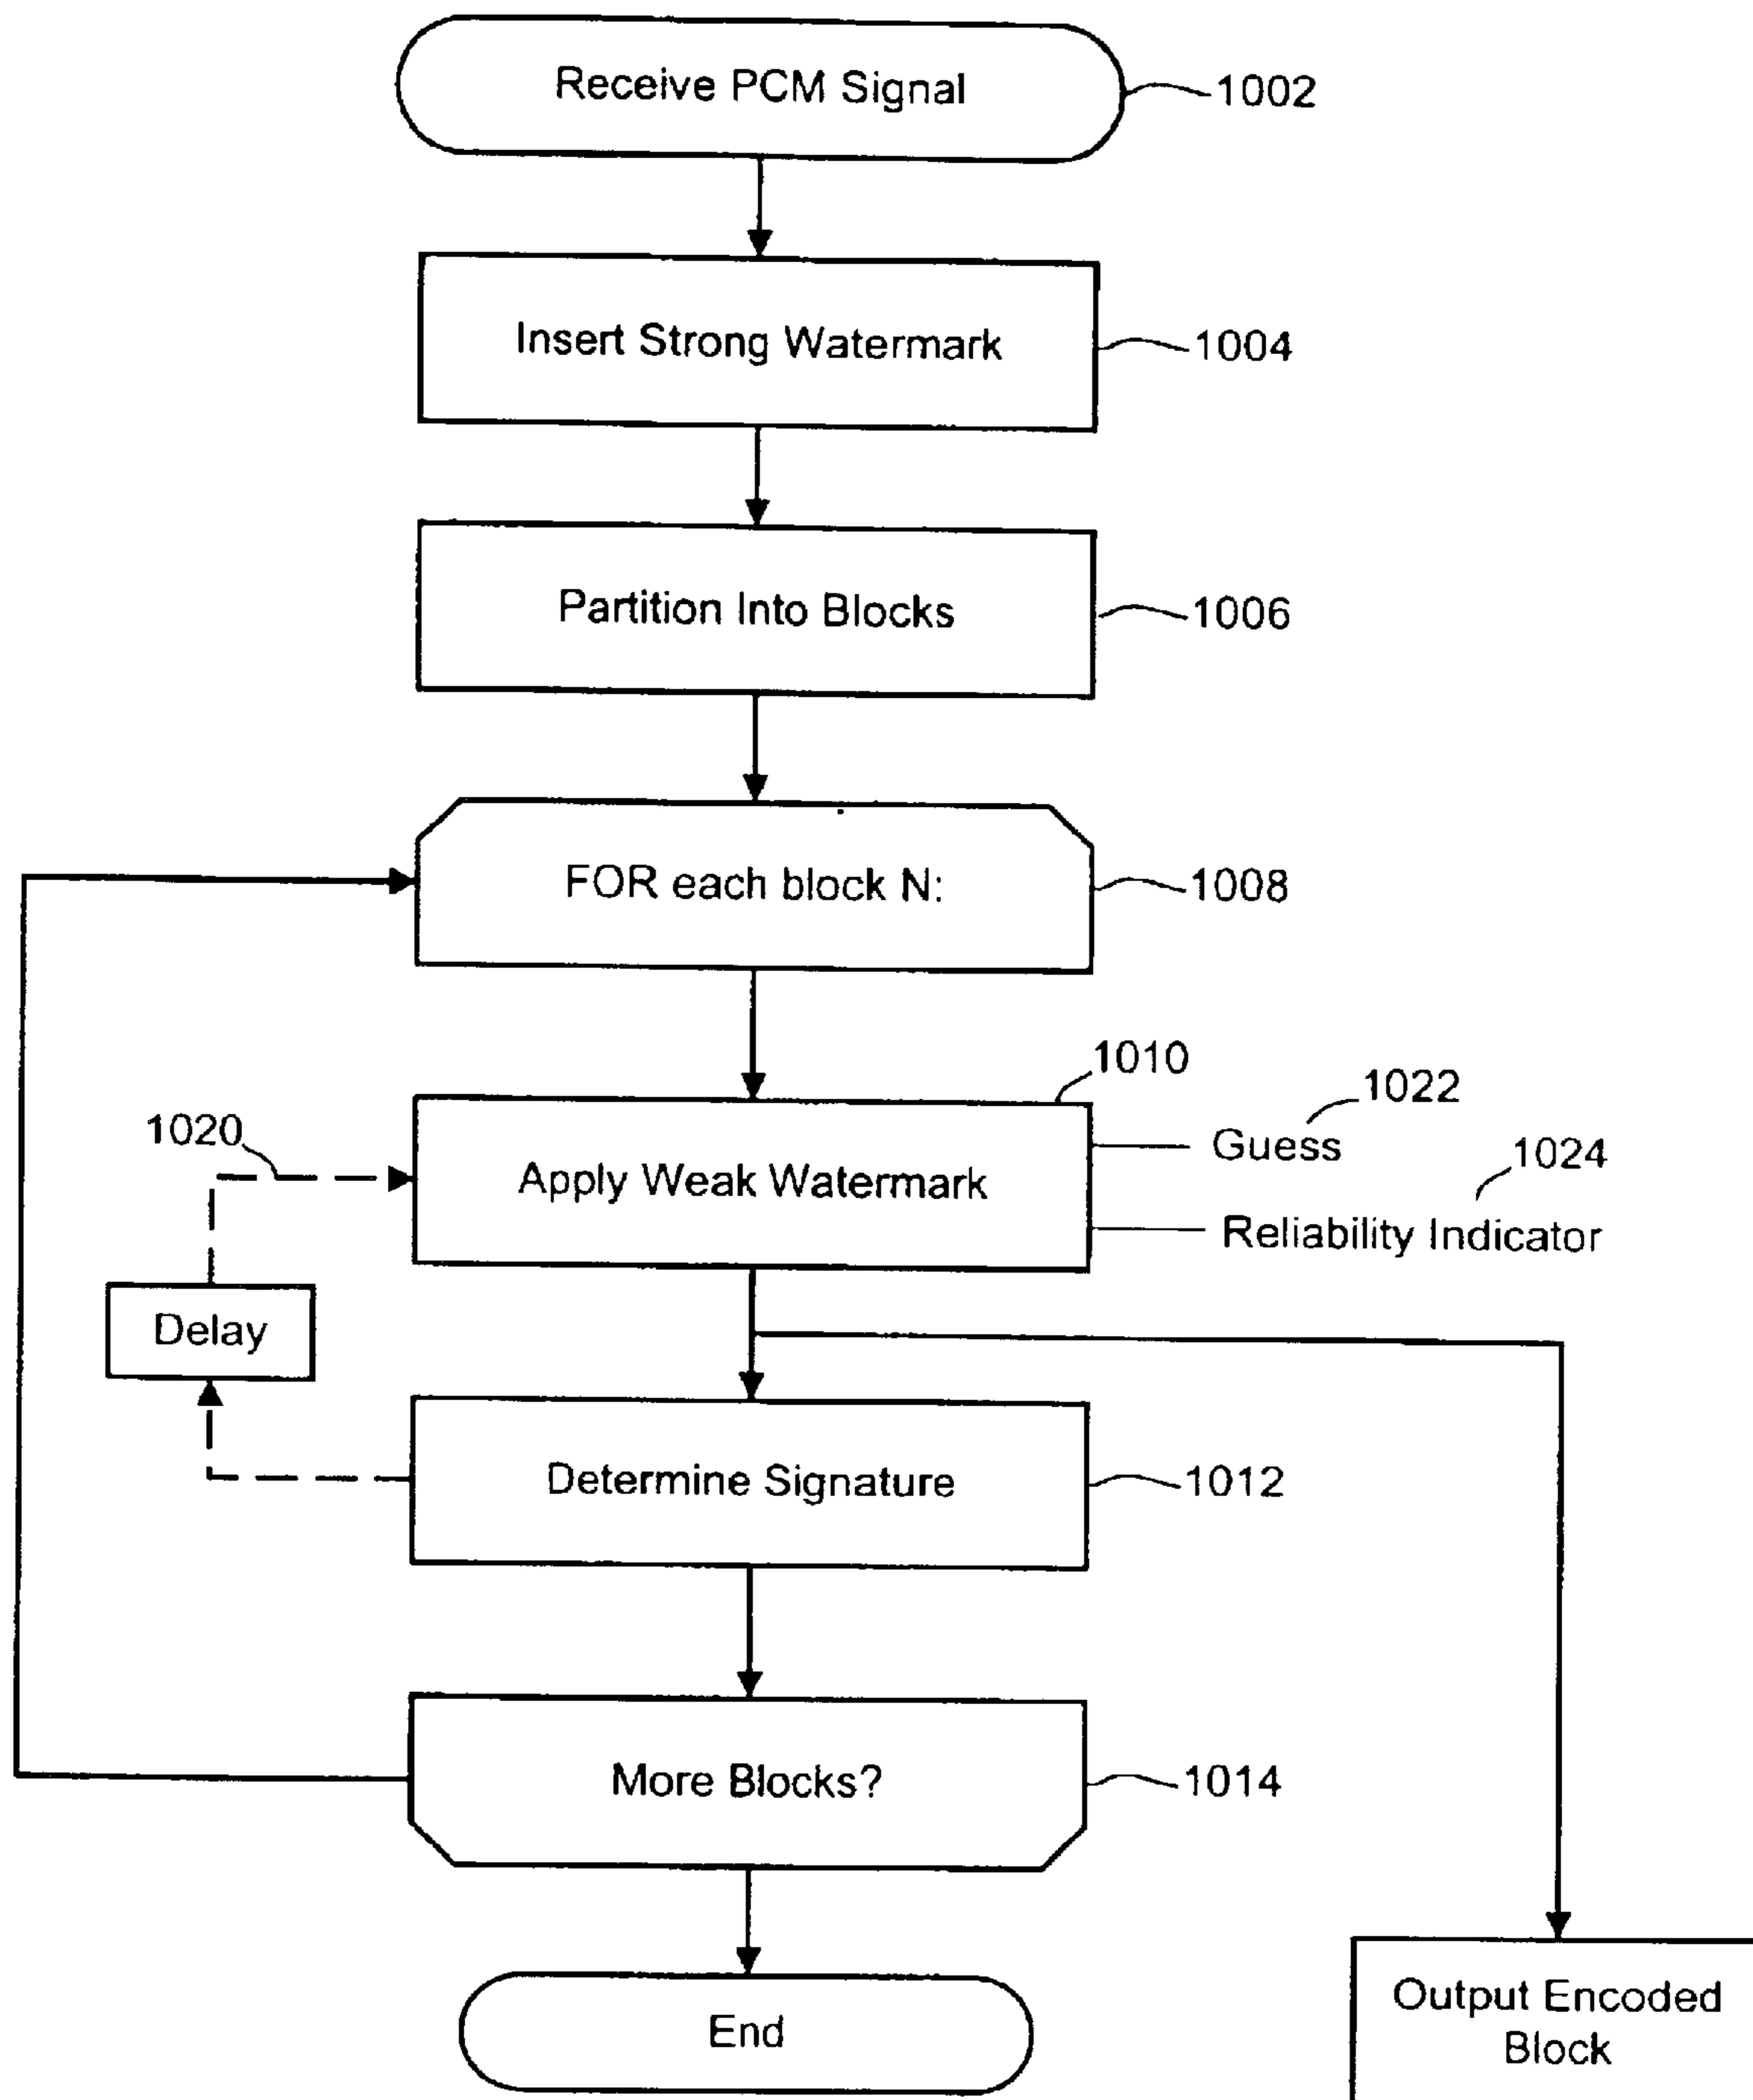 Receive PCM Signal
1002
Insert Strong Watermark
1004
Partition Into Blocks
1006
FOR each block N:
1008
1010
1022
Guess
1020
1024
Apply Weak Watermark
Reliability Indicator
Delay
Determine Signature
1012
More Blocks?
1014
End
Output Encoded
Block